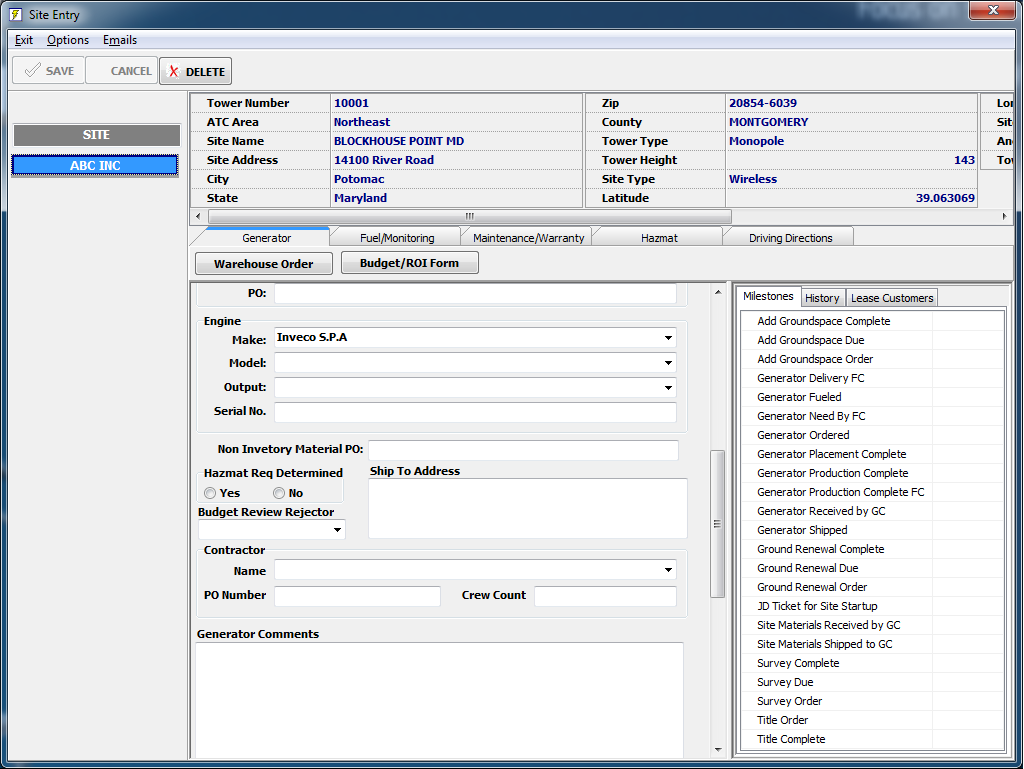 Site Entry
Focus on
Exit Options Emails
SAVE CANCEL DELETE
SITE
ABC INC
Tower Number 10001 Zip 20854-6039 Lon
ATC Area Northeast County MONTGOMERY Sit
Site Name BLOCKHOUSE POINT MD Tower Type Monopole An
Site Address 14100 River Road Tower Height 143 Tow
City Potomac Site Type Wireless
State Maryland Latitude 39.063069
Generator Fuel/Monitoring Maintenance/Warranty Hazmat Driving Directions
Warehouse Order Budget/ROI Form
PO:
Engine
Make: Inveco S.P.A
Model:
Output:
Serial No.
Non Invetory Material PO:
Hazmat Req Determined Ship To Address
Yes No
Budget Review Rejector
Contractor
Name
PO Number Crew Count
Generator Comments
Milestones History Lease Customers
Add Groundspace Complete
Add Groundspace Due
Add Groundspace Order
Generator Delivery FC
Generator Fueled
Generator Need By FC
Generator Ordered
Generator Placement Complete
Generator Production Complete
Generator Production Complete FC
Generator Received by GC
Generator Shipped
Ground Renewal Complete
Ground Renewal Due
Ground Renewal Order
JD Ticket for Site Startup
Site Materials Received by GC
Site Materials Shipped to GC
Survey Complete
Survey Due
Survey Order
Title Order
Title Complete